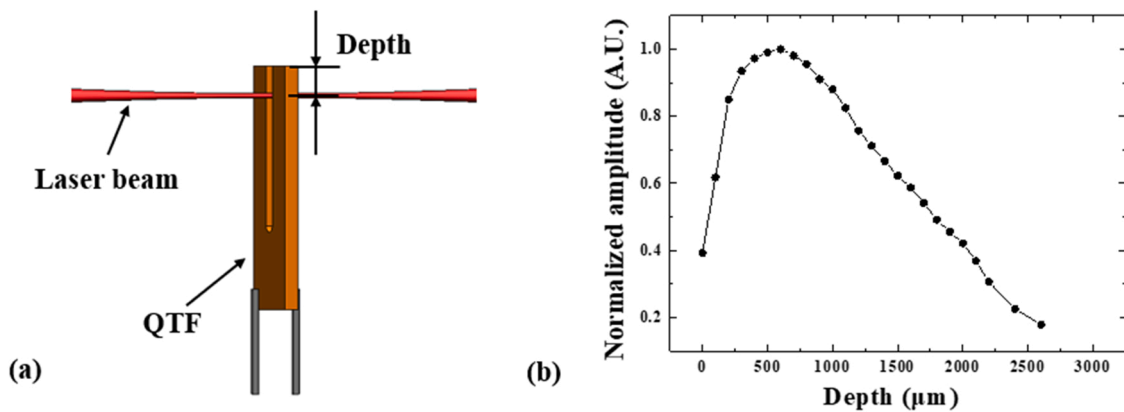 Depth
Laser beam
QTF
(a)
Normalized amplitude (A.U.)
1.0
0.8
0.6
0.4
0.2
0
500
1000
1500
2000
2500
3000
Depth (μm)
(b)